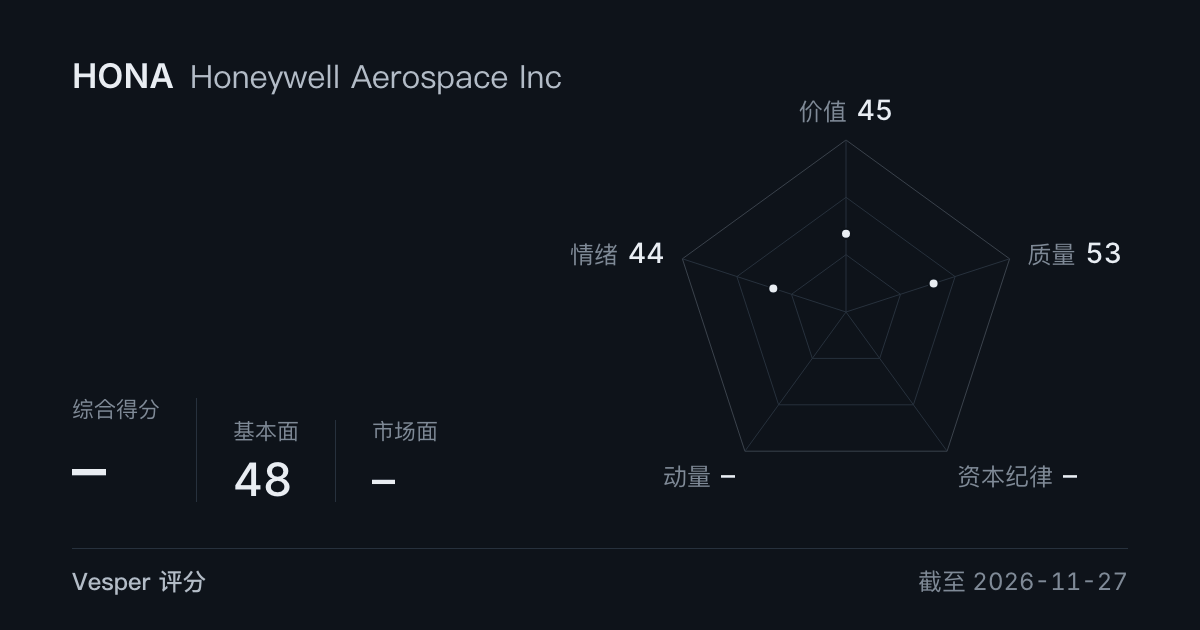 HONA Honeywell Aerospace Inc
价值 45
情绪 44
质量 53
动量 –
资本纪律 –
综合得分
–
基本面
48
市场面
–
Vesper 评分
截至 2026-11-27